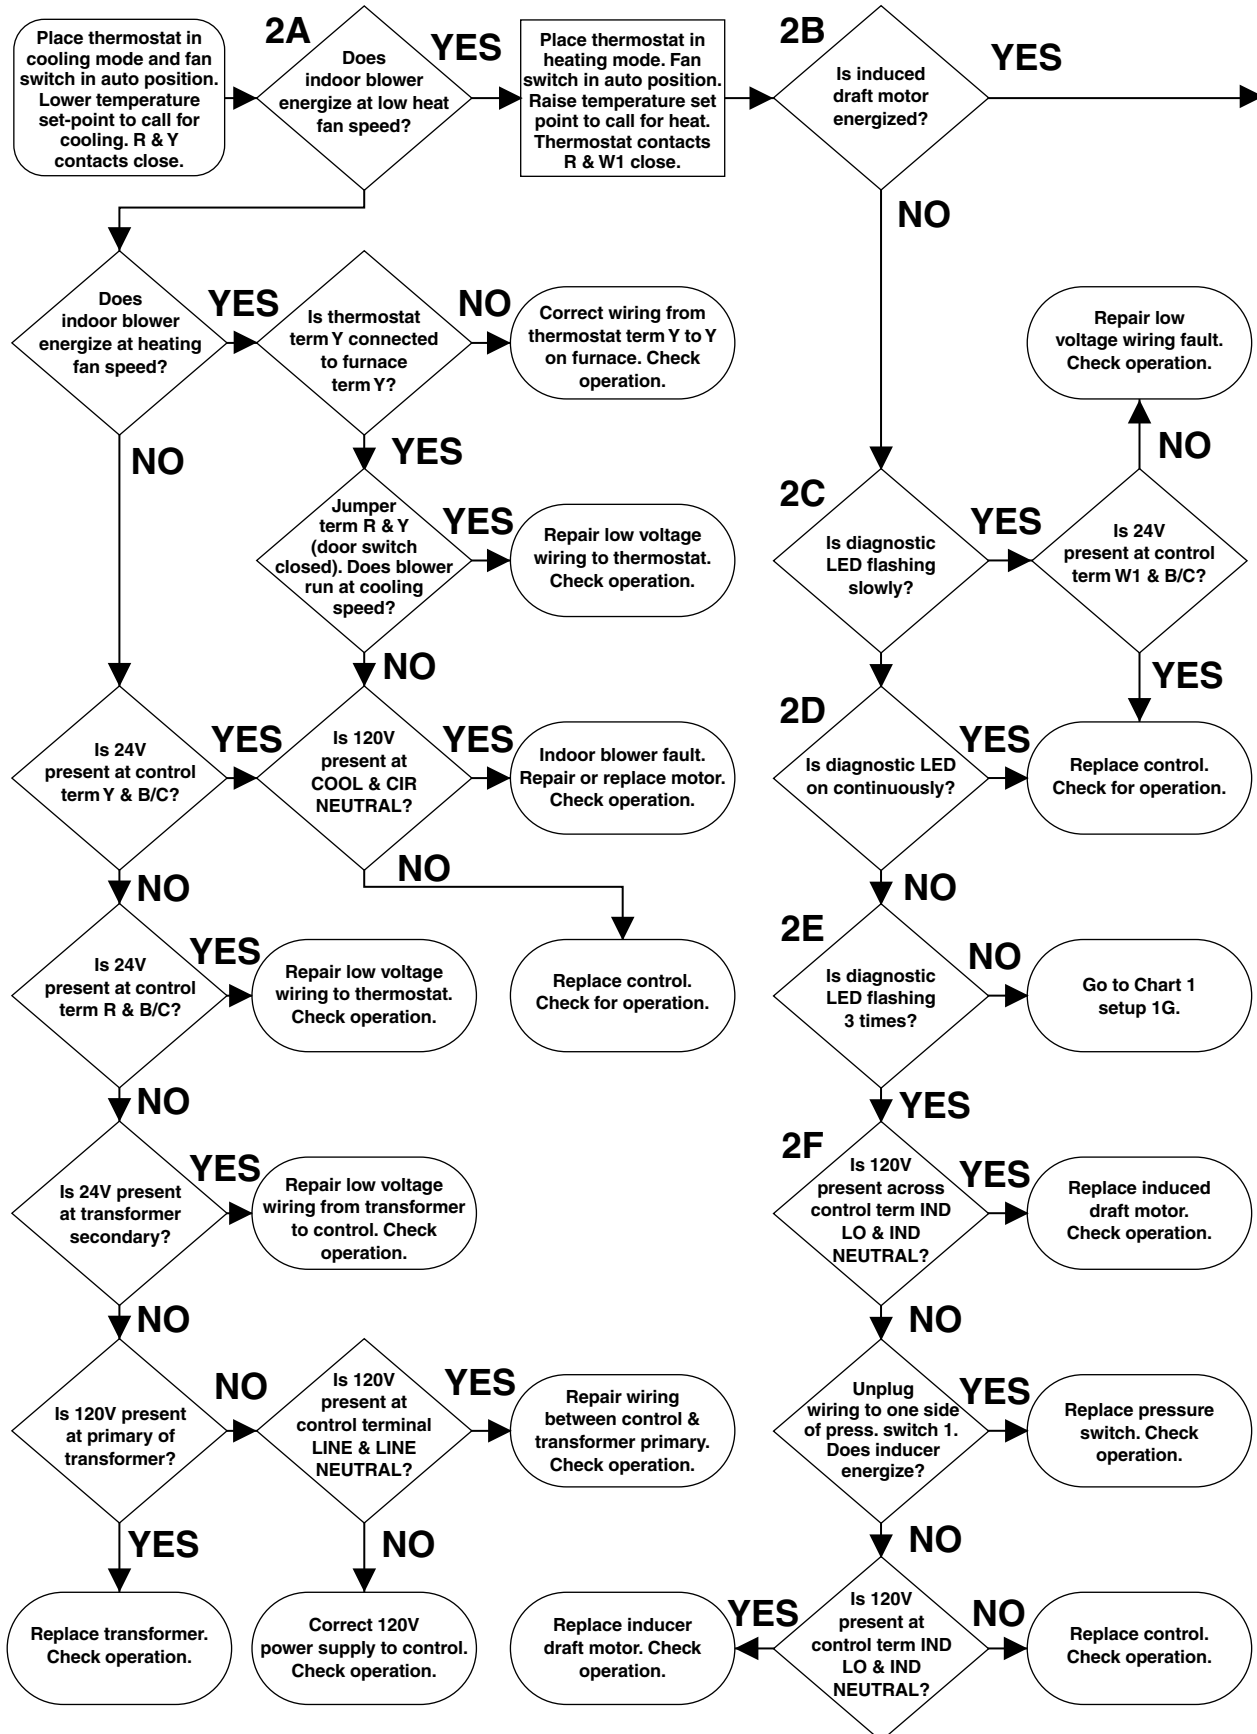 Place thermostat in
cooling mode and fan
switch in auto position.
Lower temperature
set-point to call for
cooling. R & Y
contacts close.
2A
Does
indoor blower
energize at low heat
fan speed?
YES
Place thermostat in
heating mode. Fan
switch in auto position.
Raise temperature set
point to call for heat.
Thermostat contacts
R & W1 close.
2B
Is induced
draft motor
energized?
YES
NO
Does
indoor blower
energize at heating
fan speed?
YES
Is thermostat
term Y connected
to furnace
term Y?
NO
Correct wiring from
thermostat term Y to Y
on furnace. Check
operation.
Repair low
voltage wiring fault.
Check operation.
NO
YES
NO
2C
Is diagnostic
LED flashing
slowly?
YES
Is 24V
present at control
term W1 & B/C?
Jumper
term R & Y
(door switch
closed). Does blower
run at cooling
speed?
YES
Repair low voltage
wiring to thermostat.
Check operation.
NO
YES
Is 24V
present at control
term Y & B/C?
YES
Is 120V
present at
COOL & CIR
NEUTRAL?
YES
Indoor blower fault.
Repair or replace motor.
Check operation.
2D
Is diagnostic LED
on continuously?
YES
Replace control.
Check for operation.
NO
NO
NO
Is 24V
present at control
term R & B/C?
YES
Repair low voltage
wiring to thermostat.
Check operation.
Replace control.
Check for operation.
2E
Is diagnostic
LED flashing
3 times?
NO
Go to Chart 1
setup 1G.
NO
YES
Is 24V present
at transformer
secondary?
YES
Repair low voltage
wiring from transformer
to control. Check
operation.
2F
Is 120V
present across
control term IND
LO & IND
NEUTRAL?
YES
Replace induced
draft motor.
Check operation.
NO
NO
Is 120V present
at primary of
transformer?
NO
Is 120V
present at
control terminal
LINE & LINE
NEUTRAL?
YES
Repair wiring
between control &
transformer primary.
Check operation.
Unplug
wiring to one side
of press. switch 1.
Does inducer
energize?
YES
Replace pressure
switch. Check
operation.
YES
NO
NO
Replace transformer.
Check operation.
Correct 120V
power supply to control.
Check operation.
Replace inducer
draft motor. Check
operation.
YES
Is 120V
present at
control term IND
LO & IND
NEUTRAL?
NO
Replace control.
Check operation.